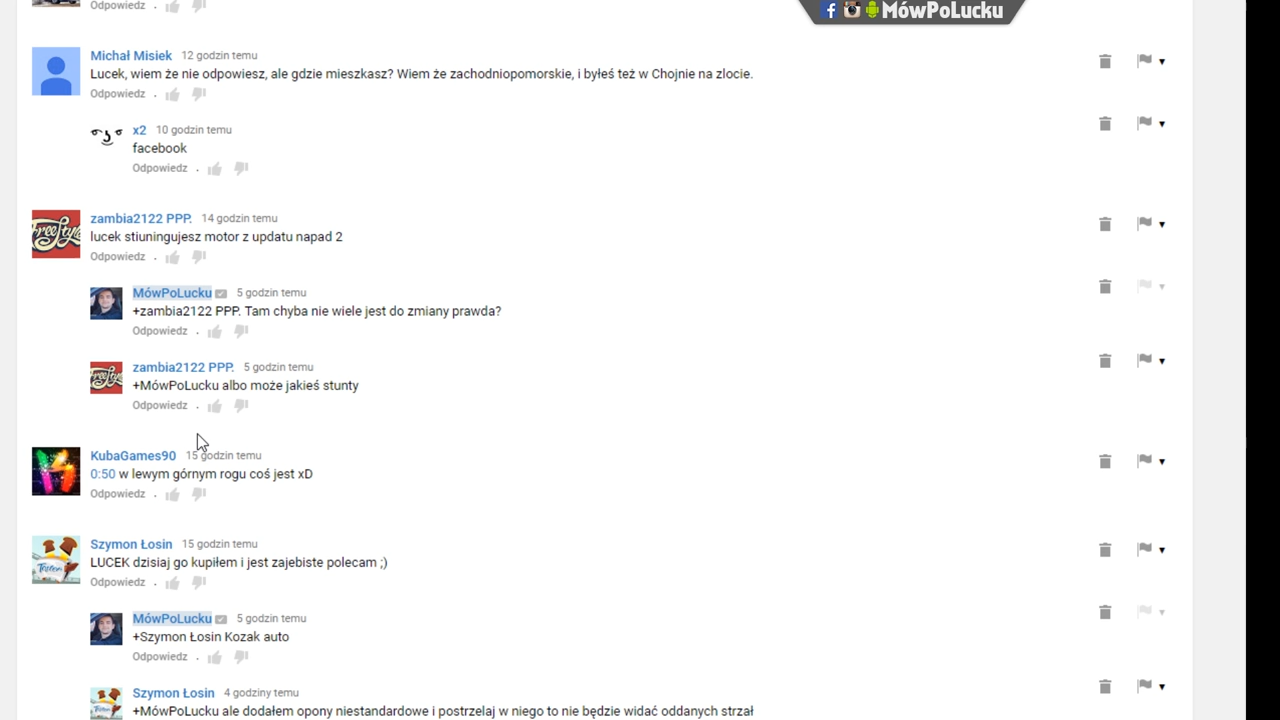 Odpowiedz
MówPoLucku
Michał Misiek 12 godzin temu
Lucek, wiem że nie odpowiesz, ale gdzie mieszkasz? Wiem że zachodniopomorskie, i byłeś też w Chojnie na zlocie.
Odpowiedz .
x2 10 godzin temu
facebook
Odpowiedz .
zambia2122 PPP. 14 godzin temu
lucek stiuningujesz motor z updatu napad 2
Odpowiedz .
MówPoLucku 5 godzin temu
+zambia2122 PPP. Tam chyba nie wiele jest do zmiany prawda?
Odpowiedz .
zambia2122 PPP. 5 godzin temu
+MówPoLucku albo może jakieś stunty
Odpowiedz .
KubaGames90 15 godzin temu
0:50 w lewym górnym rogu coś jest xD
Odpowiedz .
Szymon Łosin 15 godzin temu
LUCEK dzisiaj go kupiłem i jest zajebiste polecam ;)
Odpowiedz .
MówPoLucku 5 godzin temu
+Szymon Łosin Kozak auto
Odpowiedz .
Szymon Łosin 4 godziny temu
+MówPoLucku ale dodałem opony niestandardowe i postrzelaj w niego to nie będzie widać oddanych strzał